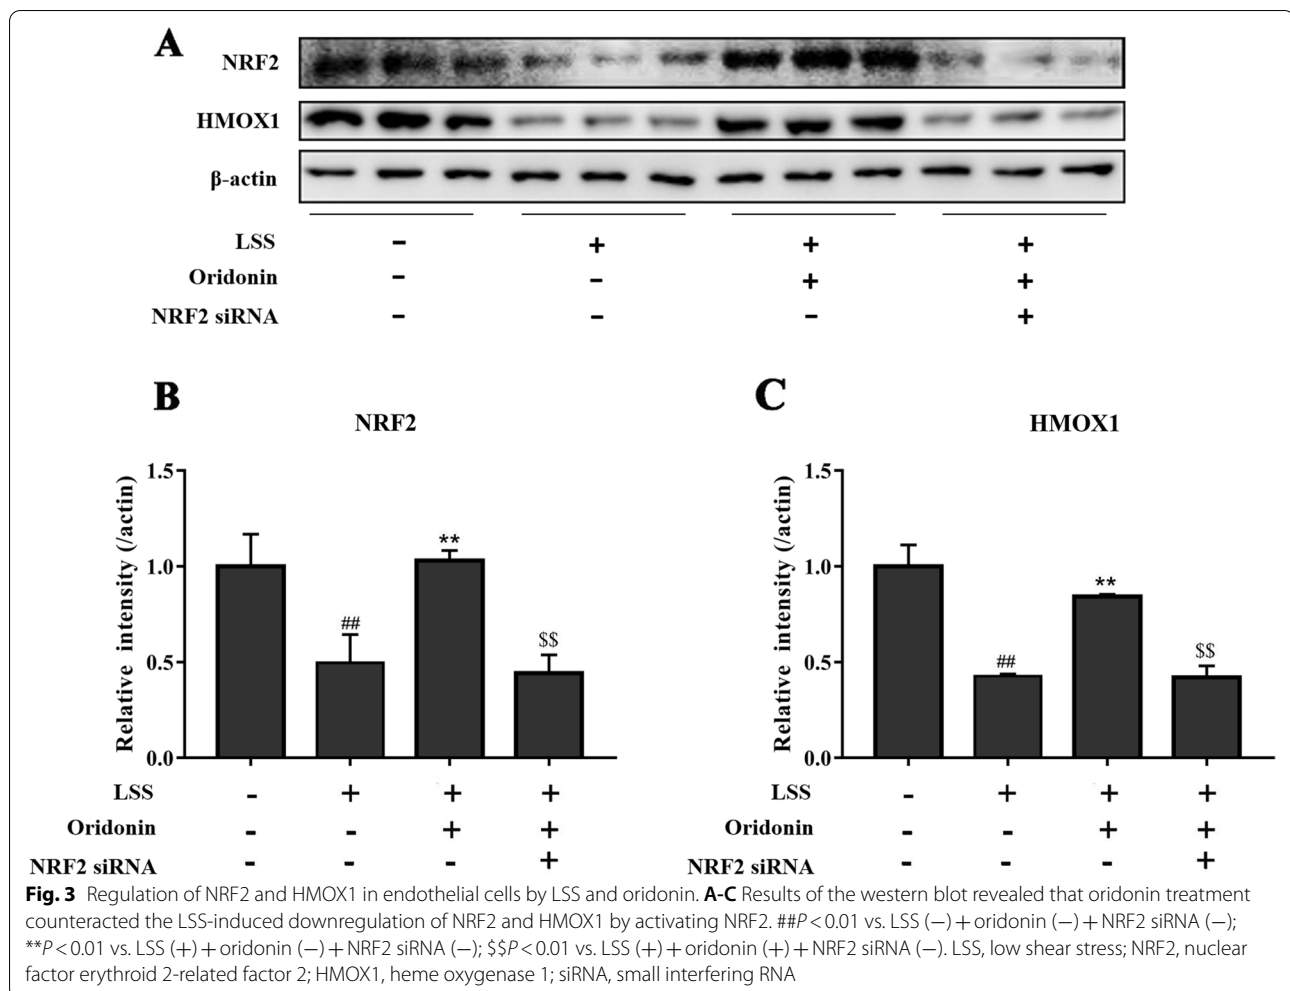 A
NRF2
HMOX1
β-actin
LSS − + + +
Oridonin − − + +
NRF2 siRNA − − − +
B
NRF2
Relative intensity (/actin)
1.5
1.0
0.5
0.0
##
**
$$
LSS - + + +
Oridonin - - + +
NRF2 siRNA - - - +
C
HMOX1
Relative intensity (/actin)
1.5
1.0
0.5
0.0
##
**
$$
LSS - + + +
Oridonin - - + +
NRF2 siRNA - - - +
Fig. 3 Regulation of NRF2 and HMOX1 in endothelial cells by LSS and oridonin. A-C Results of the western blot revealed that oridonin treatment
counteracted the LSS-induced downregulation of NRF2 and HMOX1 by activating NRF2. ##P < 0.01 vs. LSS (−) + oridonin (−) + NRF2 siRNA (−);
**P < 0.01 vs. LSS (+) + oridonin (−) + NRF2 siRNA (−); $$P < 0.01 vs. LSS (+) + oridonin (+) + NRF2 siRNA (−). LSS, low shear stress; NRF2, nuclear
factor erythroid 2-related factor 2; HMOX1, heme oxygenase 1; siRNA, small interfering RNA